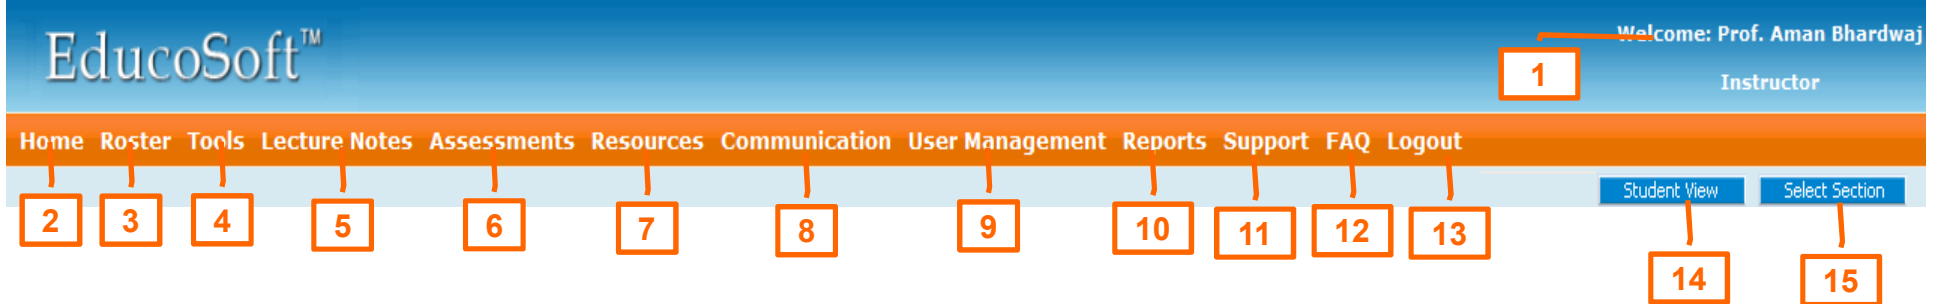 EducoSoft™
Welcome: Prof. Aman Bhardwaj
1
Instructor
Home Roster Tools Lecture Notes Assessments Resources Communication User Management Reports Support FAQ Logout
Student View Select Section
2 3 4 5 6 7 8 9 10 11 12 13
14 15